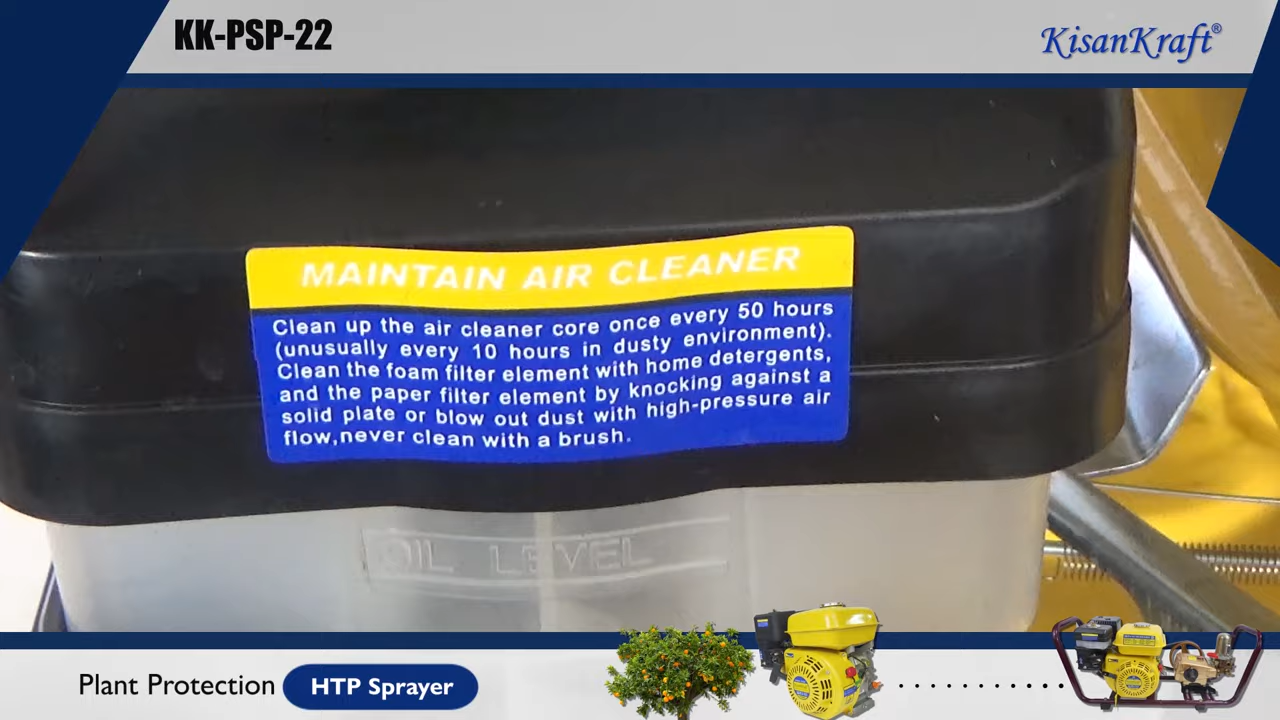 KK-PSP-22
KisanKraft®
MAINTAIN AIR CLEANER
Clean up the air cleaner core once every 50 hours
(unusually every 10 hours in dusty environment).
Clean the foam filter element with home detergents,
and the paper filter element by knocking against a
solid plate or blow out dust with high-pressure air
flow,never clean with a brush.
OIL LEVEL
Plant Protection
HTP Sprayer